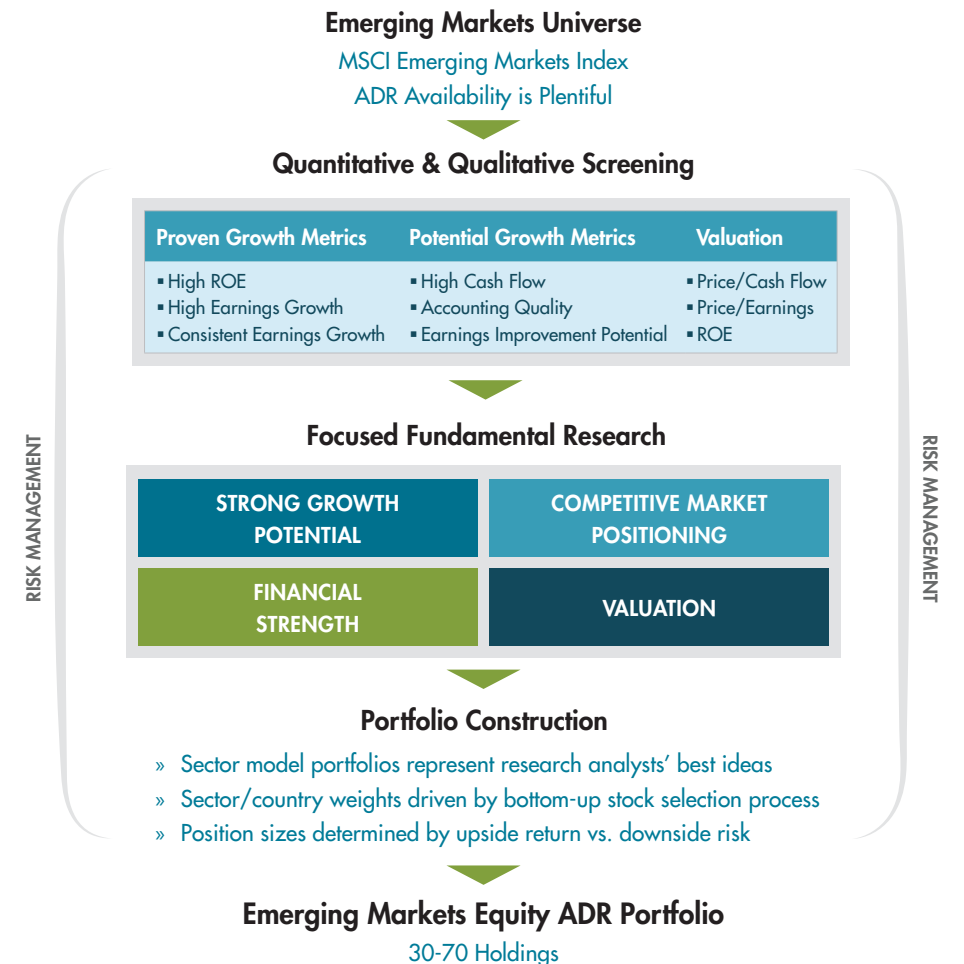 Emerging Markets Universe
MSCI Emerging Markets Index
ADR Availability is Plentiful
Quantitative & Qualitative Screening
Proven Growth Metrics
▪ High ROE
▪ High Earnings Growth
▪ Consistent Earnings Growth
Potential Growth Metrics
▪ High Cash Flow
▪ Accounting Quality
▪ Earnings Improvement Potential
Valuation
▪ Price/Cash Flow
▪ Price/Earnings
▪ ROE
RISK MANAGEMENT
RISK MANAGEMENT
Focused Fundamental Research
STRONG GROWTH
POTENTIAL
COMPETITIVE MARKET
POSITIONING
FINANCIAL
STRENGTH
VALUATION
Portfolio Construction
» Sector model portfolios represent research analysts’ best ideas
» Sector/country weights driven by bottom-up stock selection process
» Position sizes determined by upside return vs. downside risk
Emerging Markets Equity ADR Portfolio
30-70 Holdings